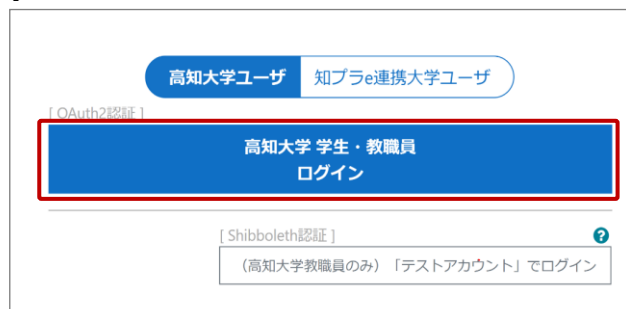 高知大学ユーザ 知プラe連携大学ユーザ
[ OAuth2認証 ]
高知大学 学生・教職員
ログイン
[ Shibboleth認証 ] ?
（高知大学教職員のみ）「テストアカウント」でログイン